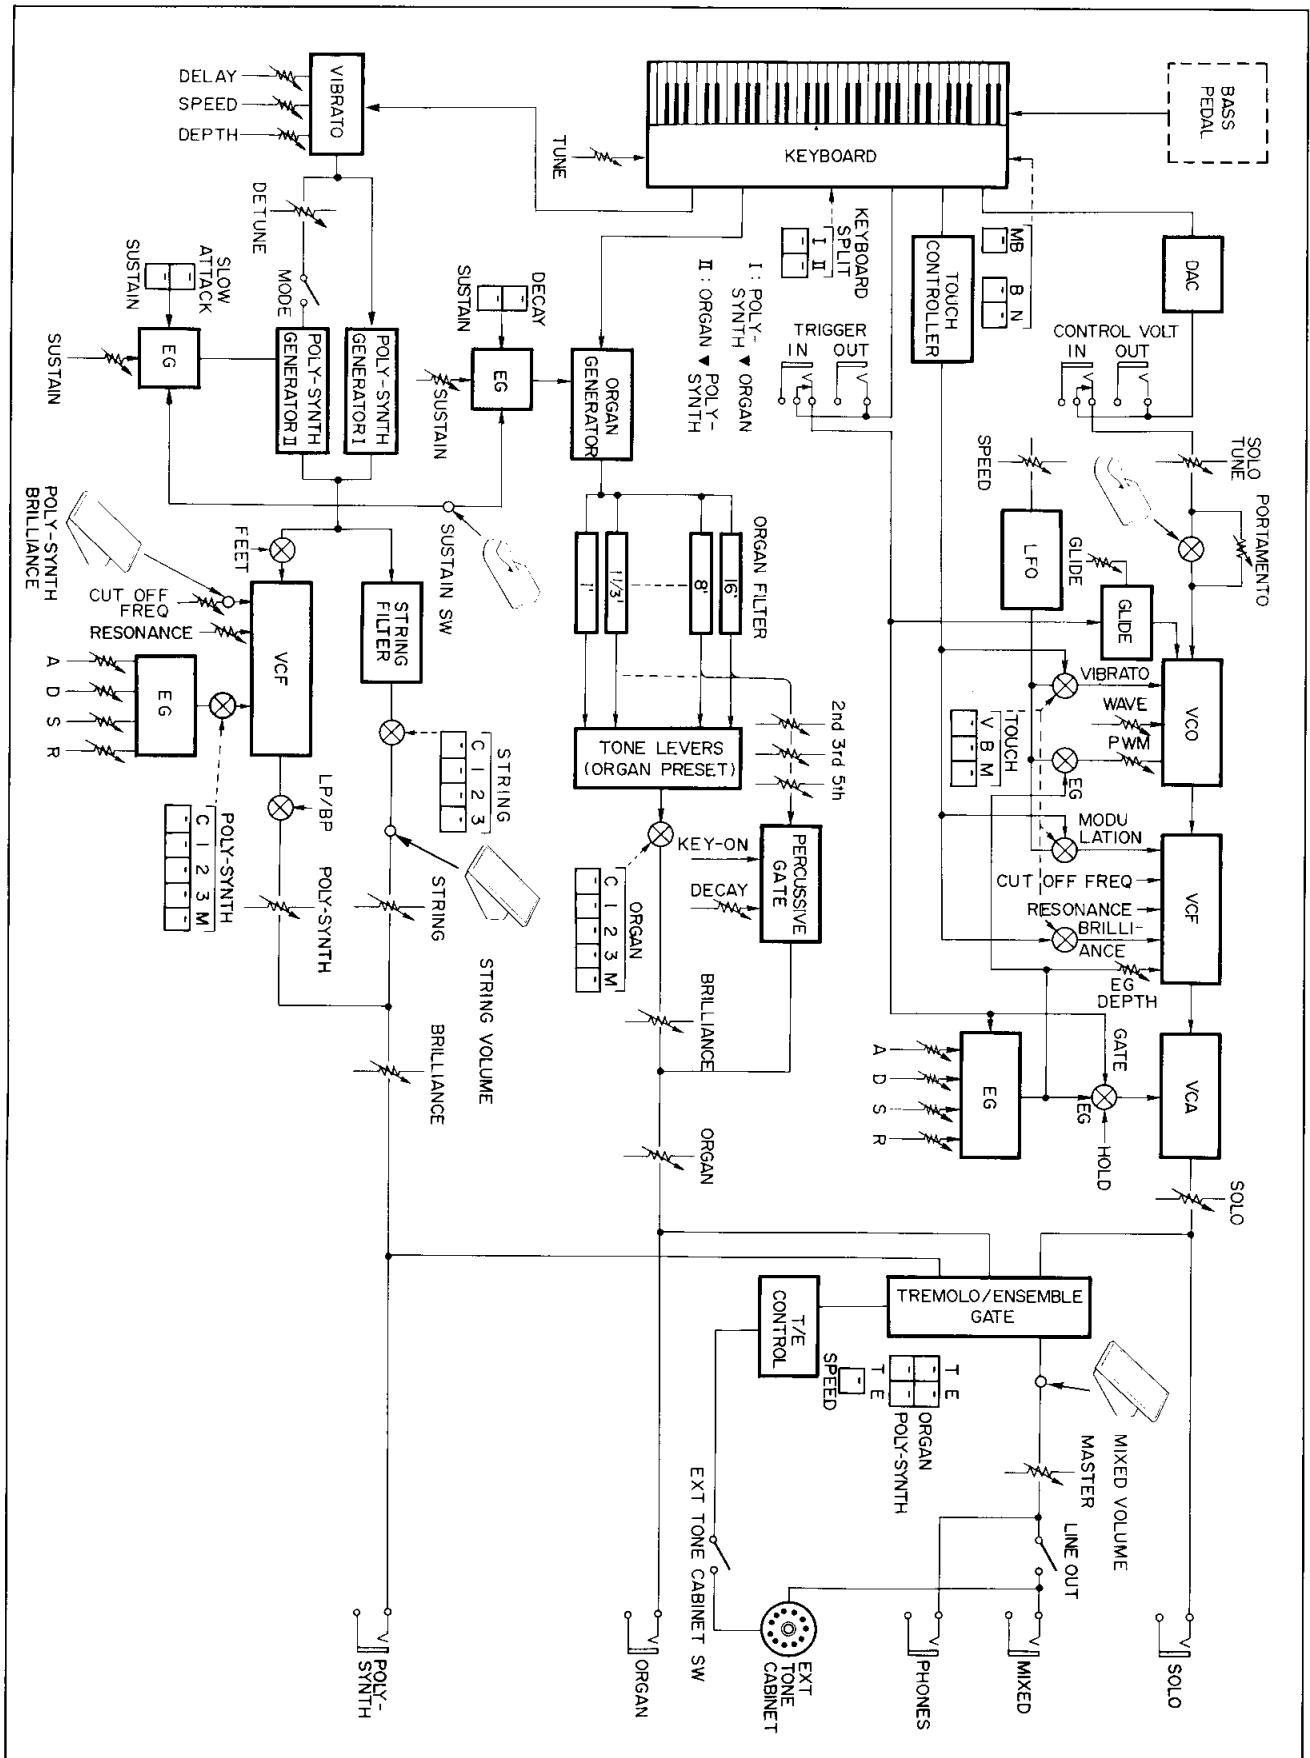 BASS
PEDAL
KEYBOARD
TUNE
VIBRATO
DELAY
SPEED
DEPTH
DETUNE
MODE
SLOW
ATTACK
SUSTAIN
EG
SUSTAIN
POLY-SYNTH
GENERATOR II
POLY-SYNTH
GENERATOR I
DECAY
SUSTAIN
EG
SUSTAIN
SUSTAIN SW
ORGAN
GENERATOR
KEYBOARD
SPLIT
I II
I : POLY-SYNTH ▼ ORGAN
II : ORGAN ▼ POLY-SYNTH
TOUCH
CONTROLLER
MB
B N
DAC
TRIGGER
IN OUT
CONTROL VOLT
IN OUT
SOLO
TUNE
PORTAMENTO
SPEED
LFO
GLIDE
GLIDE
VIBRATO
WAVE
PWM
VCO
TOUCH
V B M
EG
MODU
LATION
CUT OFF FREQ
RESONANCE
BRILLI-
ANCE
EG
DEPTH
VCF
GATE
A
D
S
R
EG
EG
HOLD
VCA
SOLO
ORGAN FILTER
16'
8'
1 1/3'
1'
TONE LEVERS
(ORGAN PRESET)
2nd 3rd 5th
KEY-ON
DECAY
PERCUSSIVE
GATE
ORGAN
C 1 2 3 M
BRILLIANCE
ORGAN
POLY-SYNTH
BRILLIANCE
FEET
CUT OFF
FREQ
RESONANCE
VCF
A
D
S
R
EG
STRING
FILTER
STRING
C 1 2 3
LP/BP
POLY-SYNTH
C 1 2 3 M
POLY-SYNTH
STRING
STRING VOLUME
BRILLIANCE
TREMOLO/ENSEMBLE
GATE
T/E
CONTROL
SPEED
T E
T E
ORGAN
POLY-SYNTH
MIXED VOLUME
MASTER
LINE OUT
EXT TONE CABINET SW
EXT
TONE
CABINET
SOLO
MIXED
PHONES
ORGAN
POLY-
SYNTH